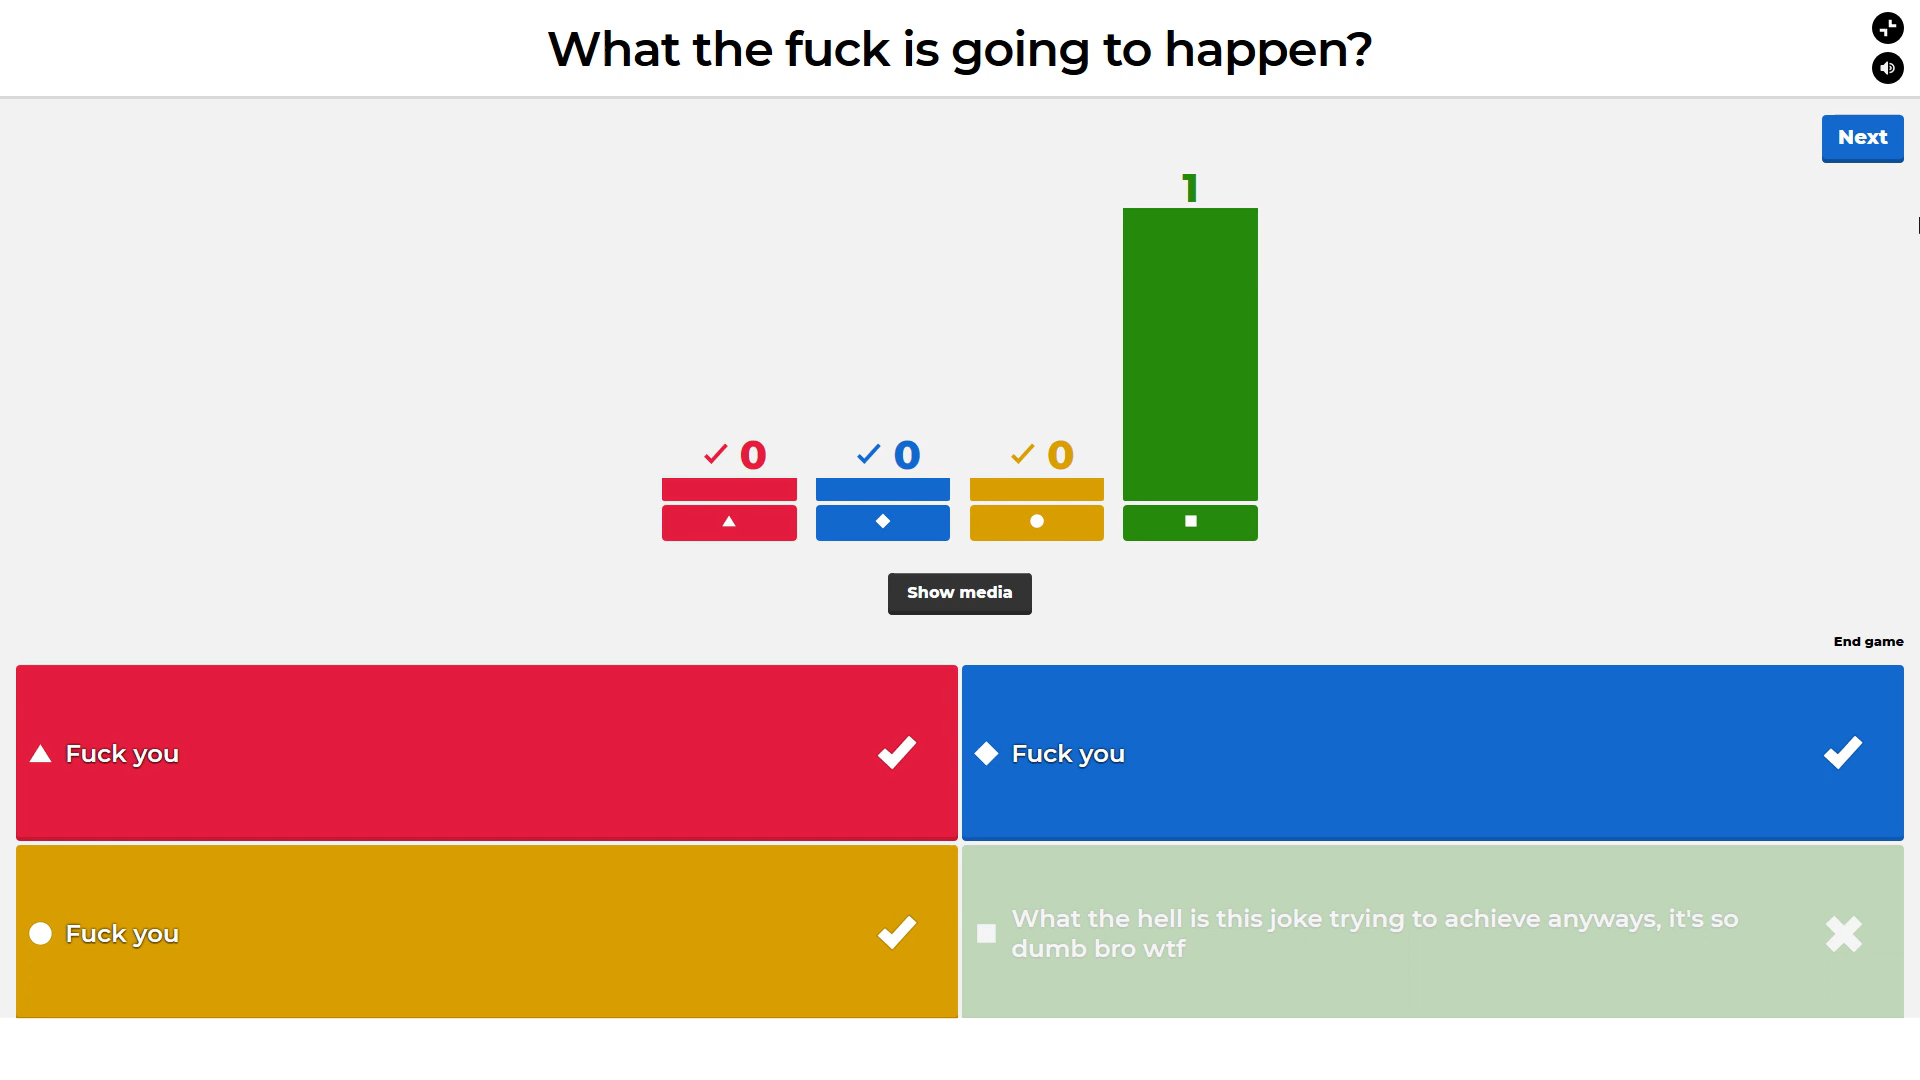 What the fuck is going to happen?
Next
1
0
0
0
Show media
End game
Fuck you
Fuck you
Fuck you
What the hell is this joke trying to achieve anyways, it's so
dumb bro wtf